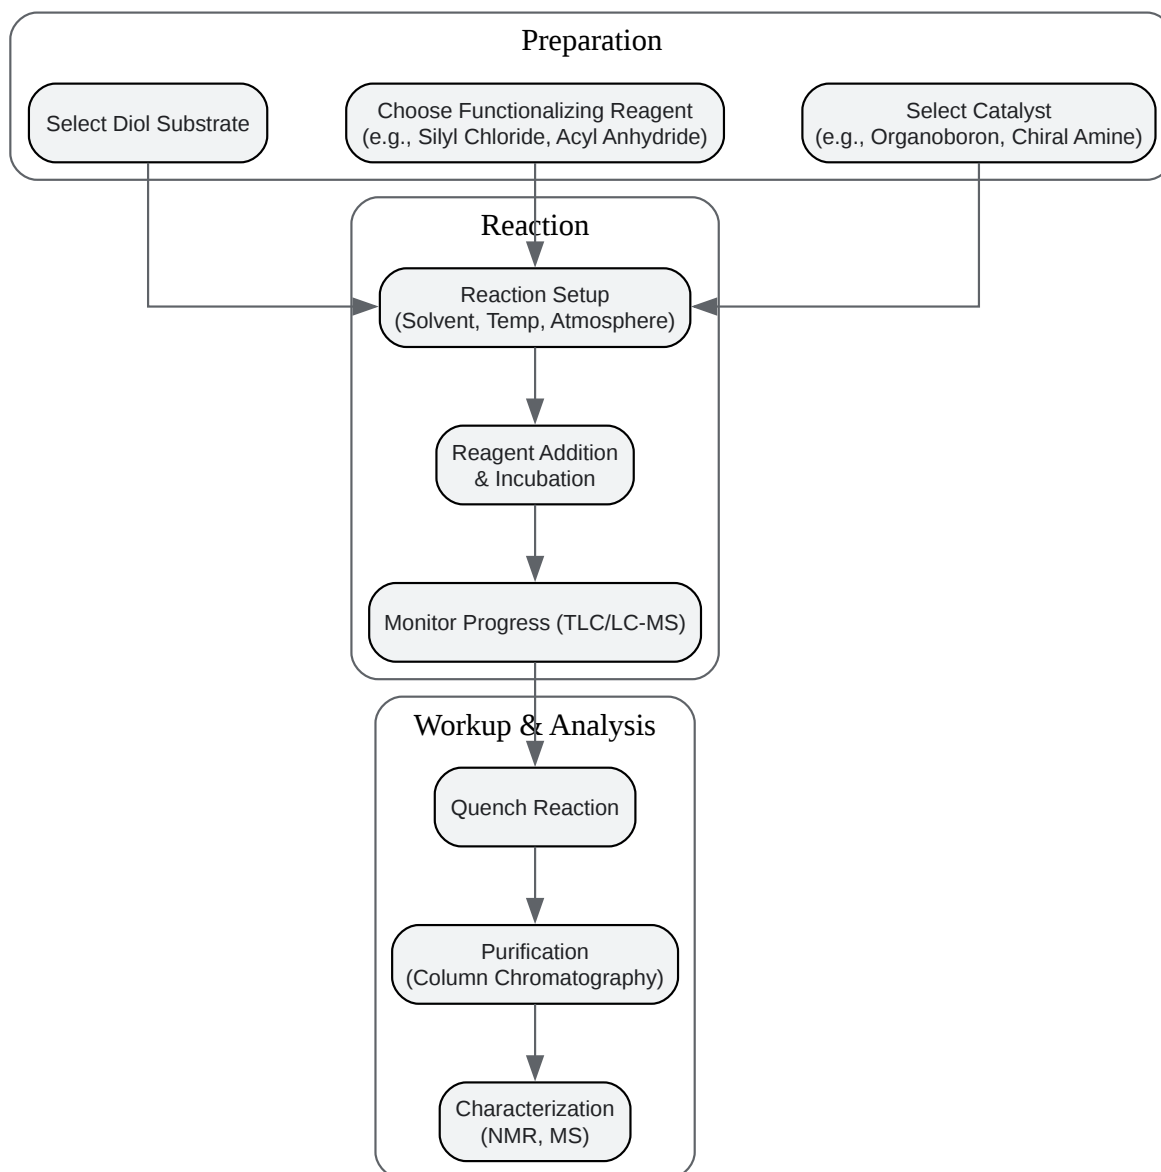 Preparation
Select Diol Substrate
Choose Functionalizing Reagent
(e.g., Silyl Chloride, Acyl Anhydride)
Select Catalyst
(e.g., Organoboron, Chiral Amine)
Reaction
Reaction Setup
(Solvent, Temp, Atmosphere)
Reagent Addition
& Incubation
Monitor Progress (TLC/LC-MS)
Workup & Analysis
Quench Reaction
Purification
(Column Chromatography)
Characterization
(NMR, MS)